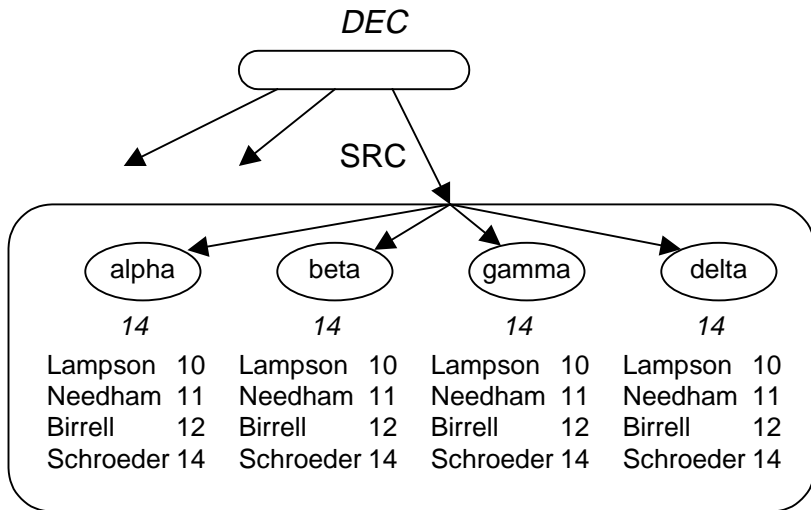 DEC
SRC
alpha beta gamma delta
14 14 14 14
Lampson 10 Lampson 10 Lampson 10 Lampson 10
Needham 11 Needham 11 Needham 11 Needham 11
Birrell 12 Birrell 12 Birrell 12 Birrell 12
Schroeder 14 Schroeder 14 Schroeder 14 Schroeder 14